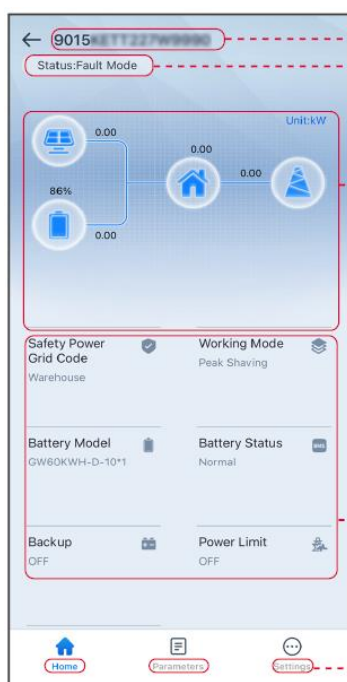 9015
Status:Fault Mode
Unit:kW
0.00
0.00
0.00
86%
0.00
Safety Power
Grid Code
Warehouse
Working Mode
Peak Shaving
Battery Model
GW60KWH-D-10*1
Battery Status
Normal
Backup
OFF
Power Limit
OFF
Home
Parameters
Settings